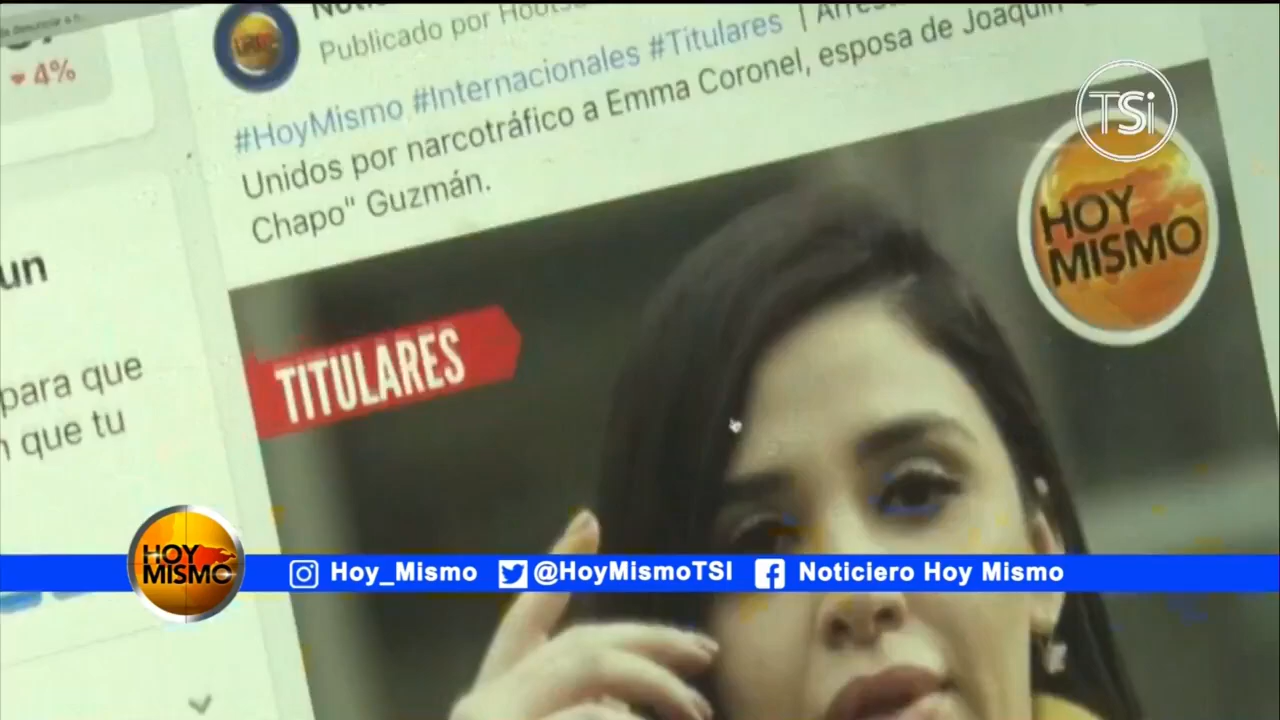 4%
Publicado por
#HoyMismo #Internacionales #Titulares |
Unidos por narcotráfico a Emma Coronel, esposa de Joaquín
Chapo" Guzmán.
TSi
HOY
MISMO
un
para que
que tu
TITULARES
HOY
MISMO
Hoy_Mismo @HoyMismoTSI Noticiero Hoy Mismo